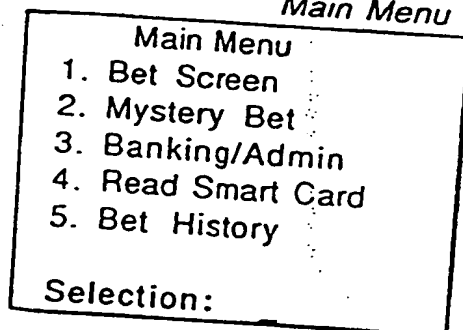 Main Menu
Main Menu
1. Bet Screen
2. Mystery Bet
3. Banking/Admin
4. Read Smart Card
5. Bet History
Selection: _